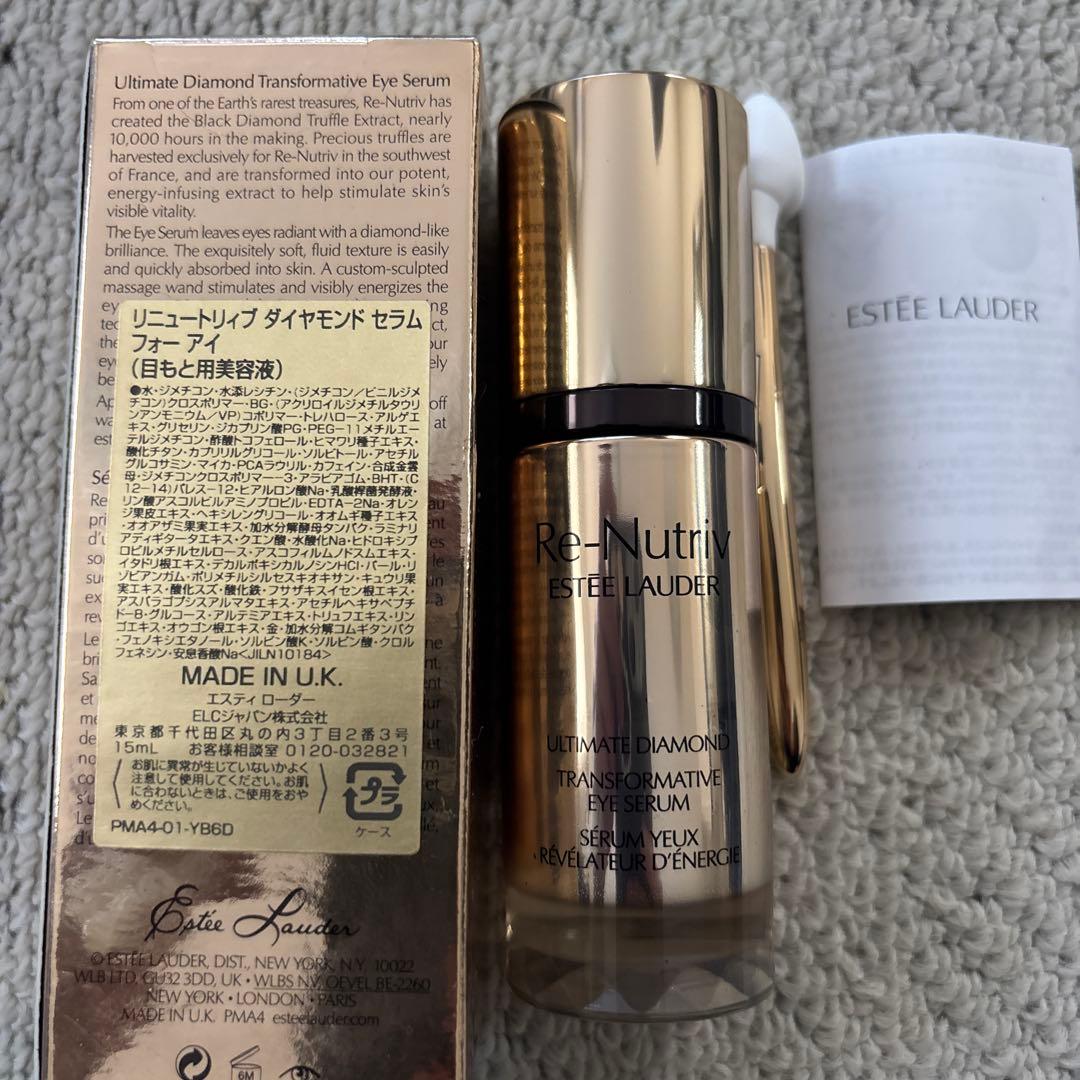 Ultimate Diamond Transformative Eye Serum
From one of the Earth's rarest treasures, Re-Nutriv has
created the Black Diamond Truffle Extract, nearly
10,000 hours in the making. Precious truffles are
harvested exclusively for Re-Nutriv in the southwest
of France, and are transformed into our potent,
energy-infusing extract to help stimulate skin's
visible vitality.
The Eye Serum leaves eyes radiant with a diamond-like
brilliance. The exquisitely soft, fluid texture is easily
and quickly absorbed into skin. A custom-sculpted
massage wand stimulates and visibly energizes the
リニュートリィブ ダイヤモンド セラム
フォー アイ
(目もと用美容液)
●水・ジメチコン・水添レシチン・(ジメチコン/ビニルジメ
チコン)クロスポリマー・BG・(アクリロイルジメチルタウリ
ンアンモニウム/VP)コポリマー・トレハロース・アルゲエ
キス・グリセリン・ジカプリン酸PG・PEG-11メチルエー
テルジメチコン・酢酸トコフェロール・ヒマワリ種子エキス・
酸化チタン・カプリリルグリコール・ソルビトール・アセチル
グルコサミン・マイカ・PCAラウリル・カフェイン・合成金雲
母・ジメチコンクロスポリマー-3・アラビアゴム・BHT・(C
12-14)パレス-12・ヒアルロン酸Na・乳酸桿菌発酵液・
リン酸アスコルビルアミノプロピル・EDTA-2Na・オレン
ジ果皮エキス・ヘキシレングリコール・オオムギ種子エキス
・オオアザミ果実エキス・加水分解酵母タンパク・ラミナリ
アディギタータエキス・クエン酸・水酸化Na・ヒドロキシプ
ロピルメチルセルロース・アスコフィルムノドスムエキス・
イタドリ根エキス・デカルボキシカルノシンHCl・パール・リ
ゾビアンガム・ポリメチルシルセスキオキサン・キュウリ果
実エキス・酸化スズ・酸化鉄・フサザキスイセン根エキス・
アスパラゴプシスアルマタエキス・アセチルヘキサペプチ
ド-8・グルコース・アルテミアエキス・トリュフエキス・リン
ゴエキス・オウゴン根エキス・金・加水分解コムギタンパク
・フェノキシエタノール・ソルビン酸K・ソルビン酸・クロル
フェネシン・安息香酸Na<JILN10184>
MADE IN U.K.
エスティ ローダー
ELCジャパン株式会社
東京都千代田区丸の内3丁目2番3号
15mL お客様相談室 0120-032821
お肌に異常が生じていないかよく
注意して使用してください。お肌
に合わないときは、ご使用をおや
めください。
プラ
ケース
PMA4-01-YB6D
Estée Lauder
© ESTÉE LAUDER, DIST., NEW YORK, N.Y. 10022
WLB LTD, GU32 3DD, UK • WLBS NV, OEVEL BE-2260
NEW YORK • LONDON • PARIS
MADE IN U.K. PMA4 esteelauder.com
6M
Re-Nutriv
ESTÉE LAUDER
ULTIMATE DIAMOND
TRANSFORMATIVE
EYE SERUM
SÉRUM YEUX
RÉVÉLATEUR D'ÉNERGIE
ESTÉE LAUDER